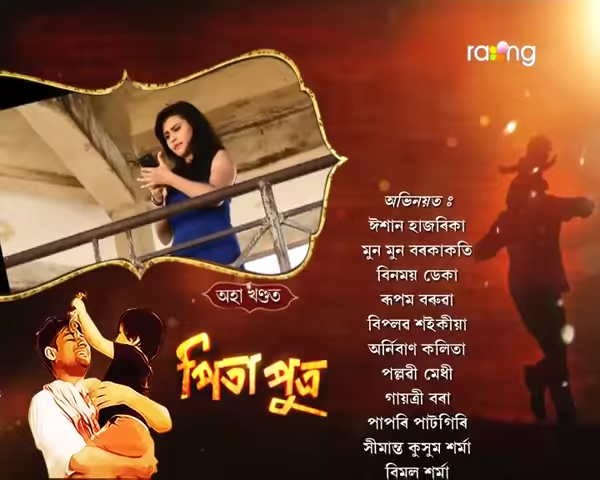 rang
অভিনয়ত ঃ
ঈশান হাজৰিকা
মুন মুন বৰকাকতি
বিনময় ডেকা
ৰূপম বৰুৱা
বিপ্লৱ শইকীয়া
অৰ্নিবাণ কলিতা
পল্লবী মেধী
গায়ত্ৰী বৰা
পাপৰি পাটগিৰি
সীমান্ত কুসুম শৰ্মা
বিমল শৰ্মা
অহা খণ্ডত
পিতা পুত্ৰ